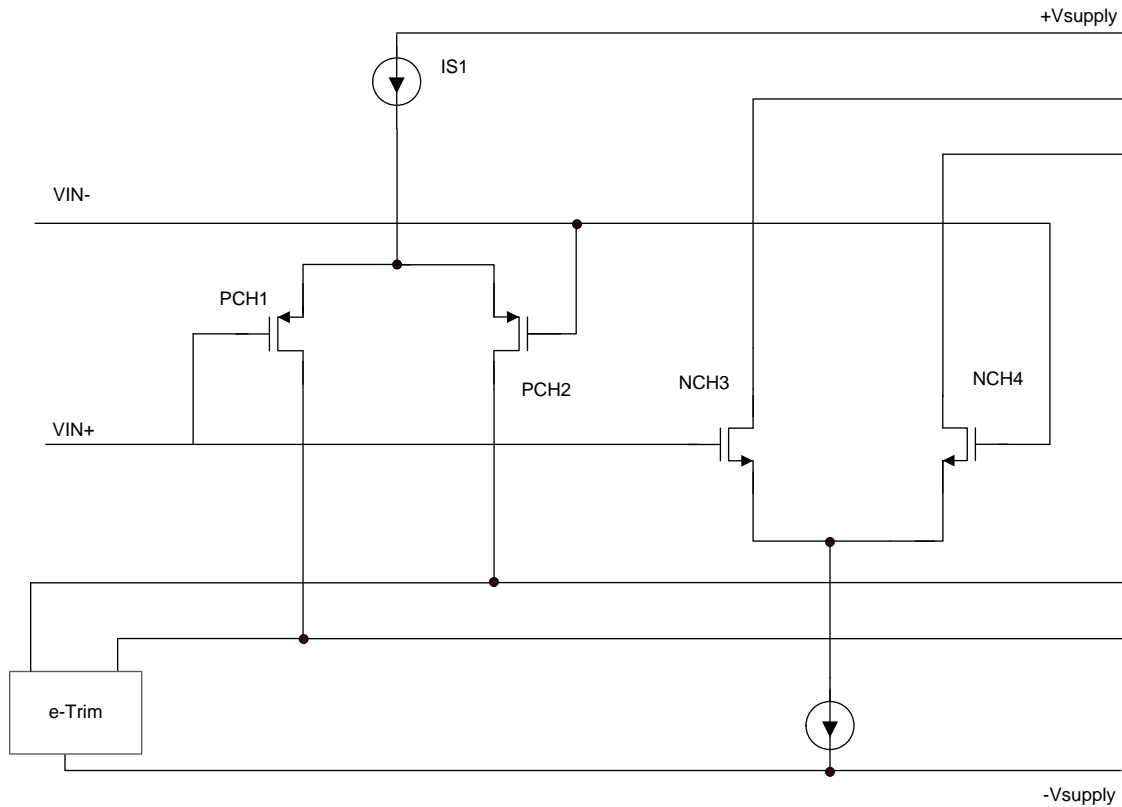 +Vsupply
IS1
VIN-
PCH1
PCH2
NCH3
NCH4
VIN+
e-Trim
-Vsupply